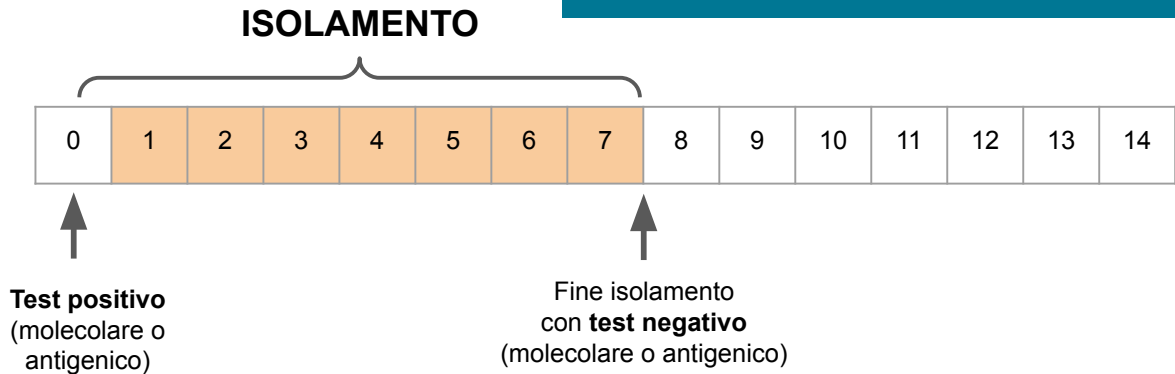 ISOLAMENTO
0 1 2 3 4 5 6 7 8 9 10 11 12 13 14
Test positivo
(molecolare o
antigenico)
Fine isolamento
con test negativo
(molecolare o antigenico)